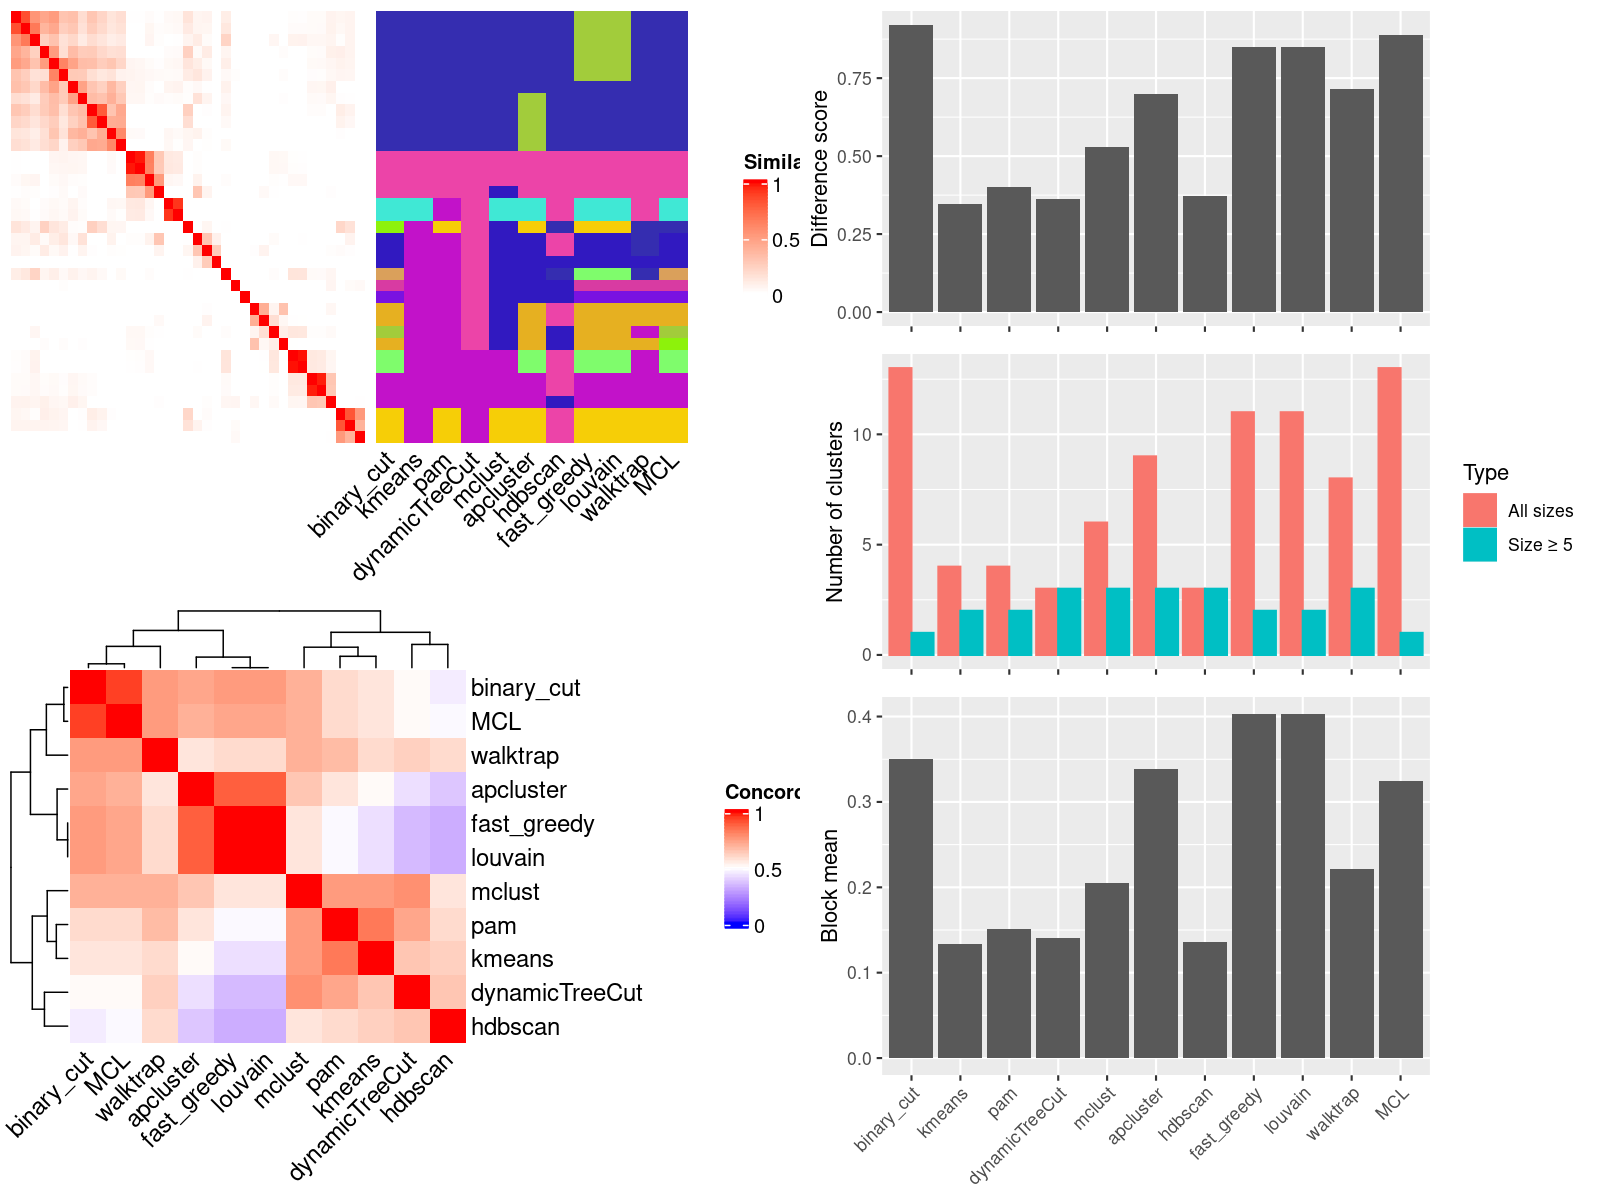 Simila
1
0.5
0
binary_cut
kmeans
pam
dynamicTreeCut
mclust
apcluster
hdbscan
fast_greedy
louvain
walktrap
MCL
Difference score
0.75
0.50
0.25
0.00
Number of clusters
10
5
0
Type
All sizes
Size ≥ 5
Block mean
0.4
0.3
0.2
0.1
0.0
binary_cut
kmeans
pam
dynamicTreeCut
mclust
apcluster
hdbscan
fast_greedy
louvain
walktrap
MCL
binary_cut
MCL
walktrap
apcluster
fast_greedy
louvain
mclust
pam
kmeans
dynamicTreeCut
hdbscan
binary_cut
MCL
walktrap
apcluster
fast_greedy
louvain
mclust
pam
kmeans
dynamicTreeCut
hdbscan
Concord
1
0.5
0